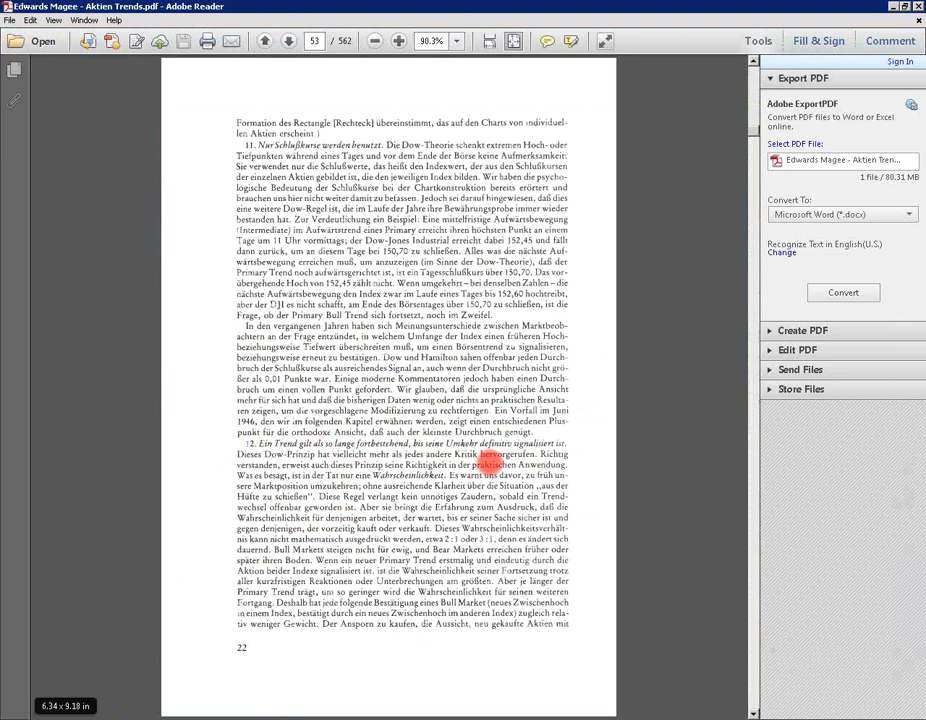 Edwards Magee - Aktien Trends.pdf - Adobe Reader
File Edit View Window Help
Open 53 / 562 90.3% Tools Fill & Sign Comment
Sign In
Export PDF
Adobe ExportPDF
Convert PDF files to Word or Excel
online.
Select PDF File:
Edwards Magee - Aktien Tren...
1 file / 80.31 MB
Convert To:
Microsoft Word (*.docx)
Recognize Text in English(U.S.)
Change
Convert
Create PDF
Edit PDF
Send Files
Store Files
Formation des Rectangle [Rechteck] übereinstimmt, das auf den Charts von individuel-
len Aktien erscheint.)
11. Nur Schlußkurse werden benutzt. Die Dow-Theorie schenkt extremen Hoch- oder
Tiefpunkten während eines Tages und vor dem Ende der Börse keine Aufmerksamkeit.
Sie verwendet nur die Schlußwerte, das heißt den Indexwert, der aus den Schlußkursen
der einzelnen Aktien gebildet ist, die den jeweiligen Index bilden. Wir haben die psycho-
logische Bedeutung der Schlußkurse bei der Chartkonstruktion bereits erörtert und
brauchen uns hier nicht weiter damit zu befassen. Jedoch sei darauf hingewiesen, daß dies
eine weitere Dow-Regel ist, die im Laufe der Jahre ihre Bewährungsprobe immer wieder
bestanden hat. Zur Verdeutlichung ein Beispiel: Eine mittelfristige Aufwärtsbewegung
(Intermediate) im Aufwärtstrend eines Primary erreicht ihren höchsten Punkt an einem
Tage um 11 Uhr vormittags; der Dow-Jones Industrial erreicht dabei 152,45 und fällt
dann zurück, um an diesem Tage bei 150,70 zu schließen. Alles was die nächste Auf-
wärtsbewegung erreichen muß, um anzuzeigen (im Sinne der Dow-Theorie), daß der
Primary Trend noch aufwärtsgerichtet ist, ist ein Tagesschlußkurs über 150,70. Das vor-
übergehende Hoch von 152,45 zählt nicht. Wenn umgekehrt – bei denselben Zahlen – die
nächste Aufwärtsbewegung den Index zwar im Laufe eines Tages bis 152,60 hochtreibt,
aber der DJI es nicht schafft, am Ende des Börsentages über 150,70 zu schließen, ist die
Frage, ob der Primary Bull Trend sich fortsetzt, noch im Zweifel.
In den vergangenen Jahren haben sich Meinungsunterschiede zwischen Marktbeob-
achtern an der Frage entzündet, in welchem Umfange der Index einen früheren Hoch-
beziehungsweise Tiefwert überschreiten muß, um einen Börsentrend zu signalisieren,
beziehungsweise erneut zu bestätigen. Dow und Hamilton sahen offenbar jeden Durch-
bruch der Schlußkurse als ausreichendes Signal an, auch wenn der Durchbruch nicht grö-
ßer als 0,01 Punkte war. Einige moderne Kommentatoren jedoch haben einen Durch-
bruch um einen vollen Punkt gefordert. Wir glauben, daß die ursprüngliche Ansicht
mehr für sich hat und daß die bisherigen Daten wenig oder nichts an praktischen Resulta-
ten zeigen, um die vorgeschlagene Modifizierung zu rechtfertigen. Ein Vorfall im Juni
1946, den wir im folgenden Kapitel erwähnen werden, zeigt einen entschiedenen Plus-
punkt für die orthodoxe Ansicht, daß auch der kleinste Durchbruch genügt.
12. Ein Trend gilt als so lange fortbestehend, bis seine Umkehr definitiv signalisiert ist.
Dieses Dow-Prinzip hat vielleicht mehr als jedes andere Kritik hervorgerufen. Richtig
verstanden, erweist auch dieses Prinzip seine Richtigkeit in der praktischen Anwendung.
Was es besagt, ist in der Tat nur eine Wahrscheinlichkeit. Es warnt uns davor, zu früh un-
sere Marktposition umzukehren; ohne ausreichende Klarheit über die Situation „aus der
Hüfte zu schießen". Diese Regel verlangt kein unnötiges Zaudern, sobald ein Trend-
wechsel offenbar geworden ist. Aber sie bringt die Erfahrung zum Ausdruck, daß die
Wahrscheinlichkeit für denjenigen arbeitet, der wartet, bis er seiner Sache sicher ist und
gegen denjenigen, der vorzeitig kauft oder verkauft. Dieses Wahrscheinlichkeitsverhält-
nis kann nicht mathematisch ausgedrückt werden, etwa 2 : 1 oder 3 : 1, denn es ändert sich
dauernd. Bull Markets steigen nicht für ewig, und Bear Markets erreichen früher oder
später ihren Boden. Wenn ein neuer Primary Trend erstmalig und eindeutig durch die
Aktion beider Indexe signalisiert ist, ist die Wahrscheinlichkeit seiner Fortsetzung trotz
aller kurzfristigen Reaktionen oder Unterbrechungen am größten. Aber je länger der
Primary Trend trägt, um so geringer wird die Wahrscheinlichkeit für seinen weiteren
Fortgang. Deshalb hat jede folgende Bestätigung eines Bull Market (neues Zwischenhoch
in einem Index, bestätigt durch ein neues Zwischenhoch im anderen Index) zugleich rela-
tiv weniger Gewicht. Der Ansporn zu kaufen, die Aussicht, neu gekaufte Aktien mit
22
6.34 x 9.18 in